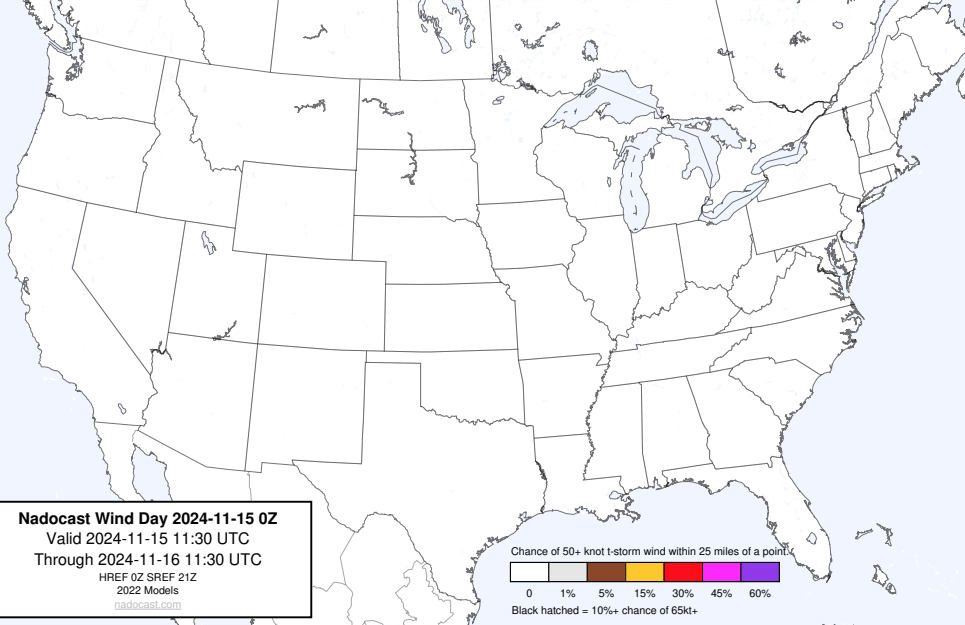 Nadocast Wind Day 2024-11-15 0Z
Valid 2024-11-15 11:30 UTC
Through 2024-11-16 11:30 UTC
HREF 0Z SREF 21Z
2022 Models
nadocast.com
Chance of 50+ knot t-storm wind within 25 miles of a point.
0 1% 5% 15% 30% 45% 60%
Black hatched = 10%+ chance of 65kt+